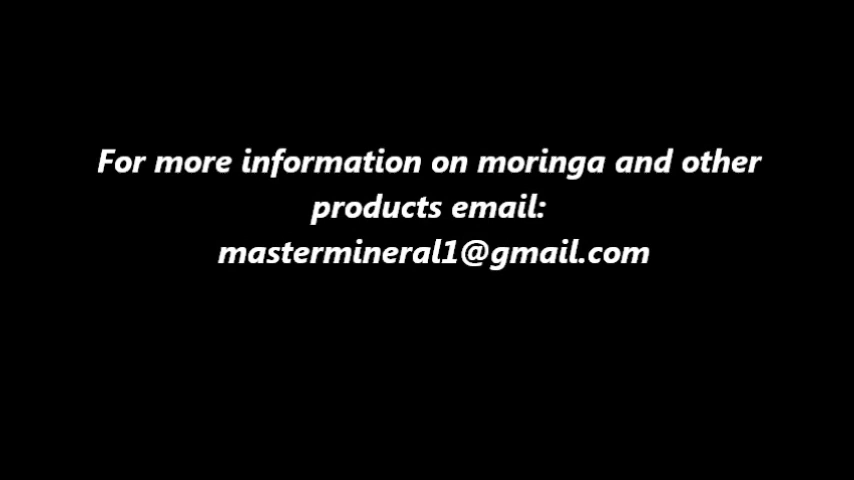 For more information on moringa and other
products email:
mastermineral1@gmail.com